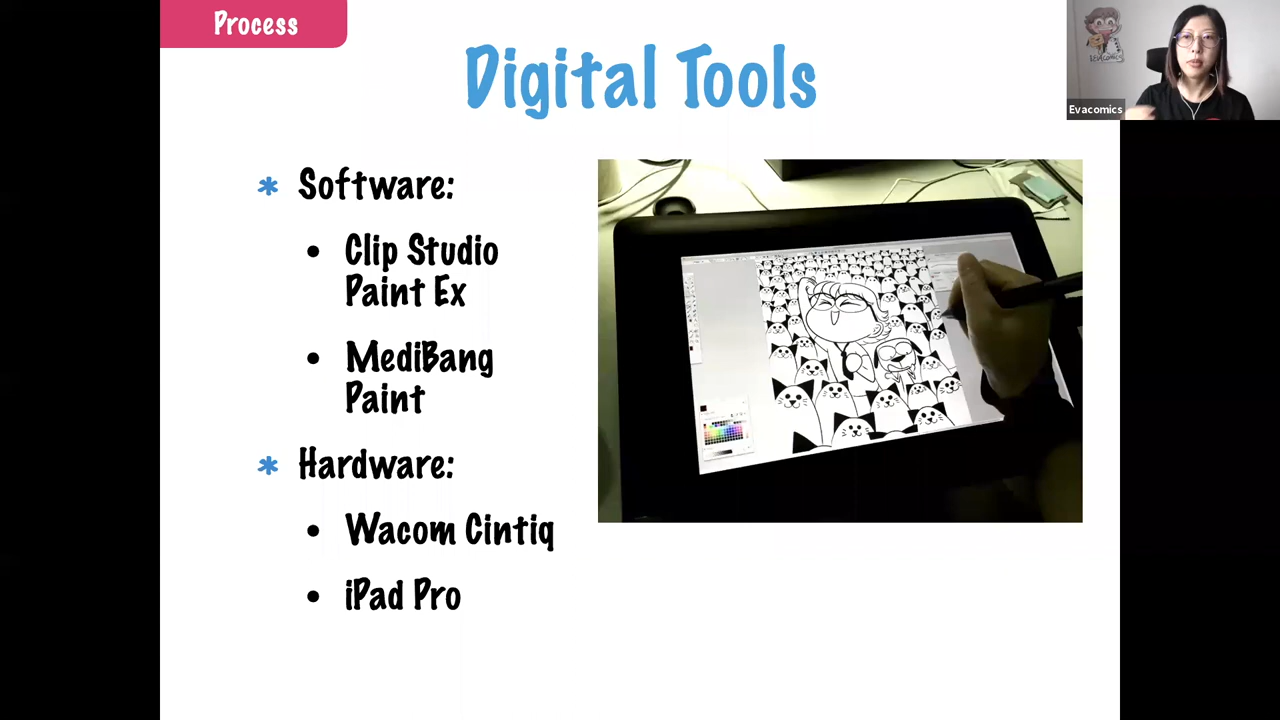 Process
Digital Tools
Software:
Clip Studio
Paint Ex
MediBang
Paint
Hardware:
Wacom Cintiq
iPad Pro
Evacomics